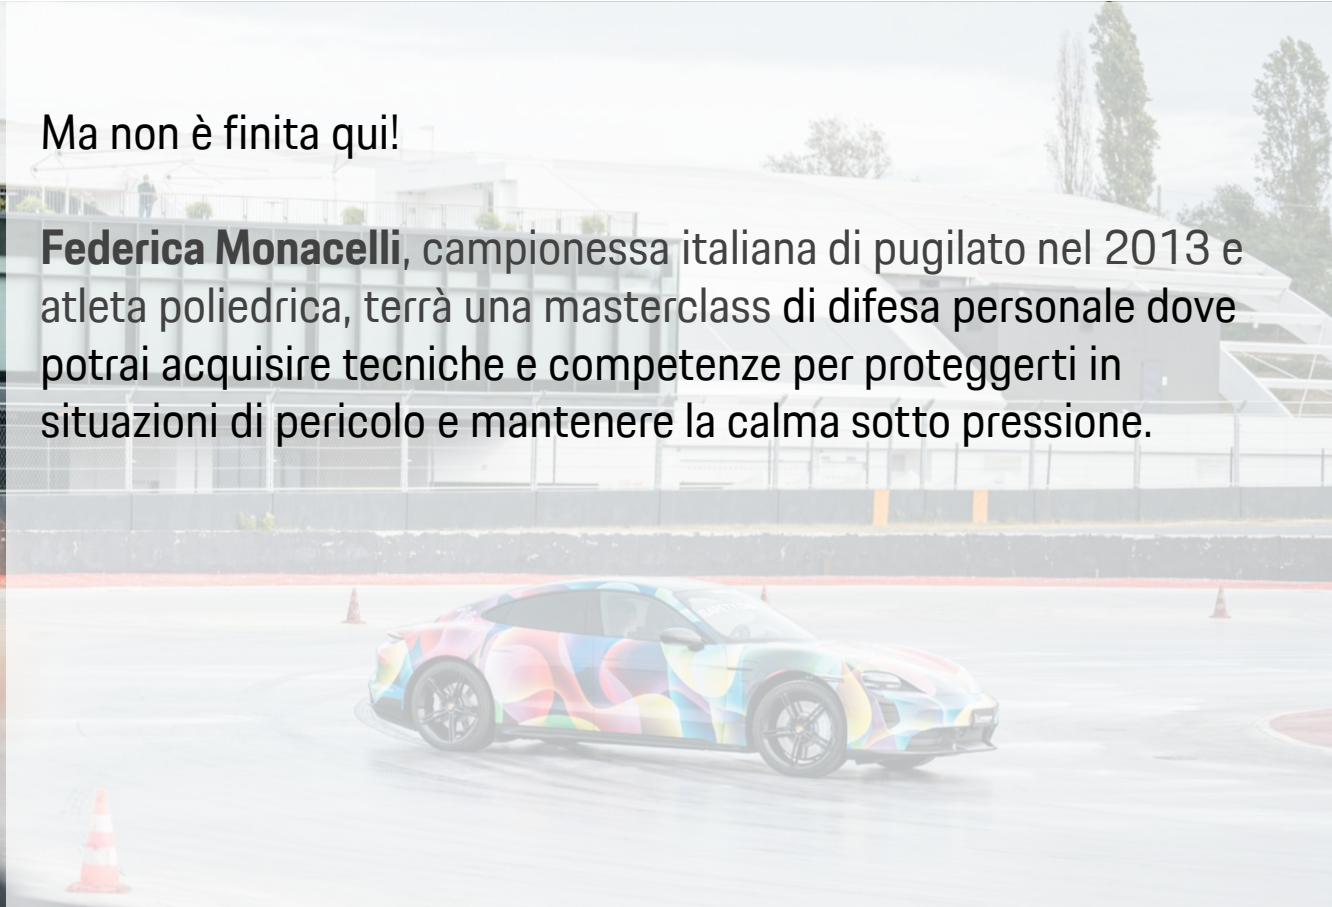 Ma non è finita qui!
Federica Monacelli, campionessa italiana di pugilato nel 2013 e
atleta poliedrica, terrà una masterclass di difesa personale dove
potrai acquisire tecniche e competenze per proteggerti in
situazioni di pericolo e mantenere la calma sotto pressione.